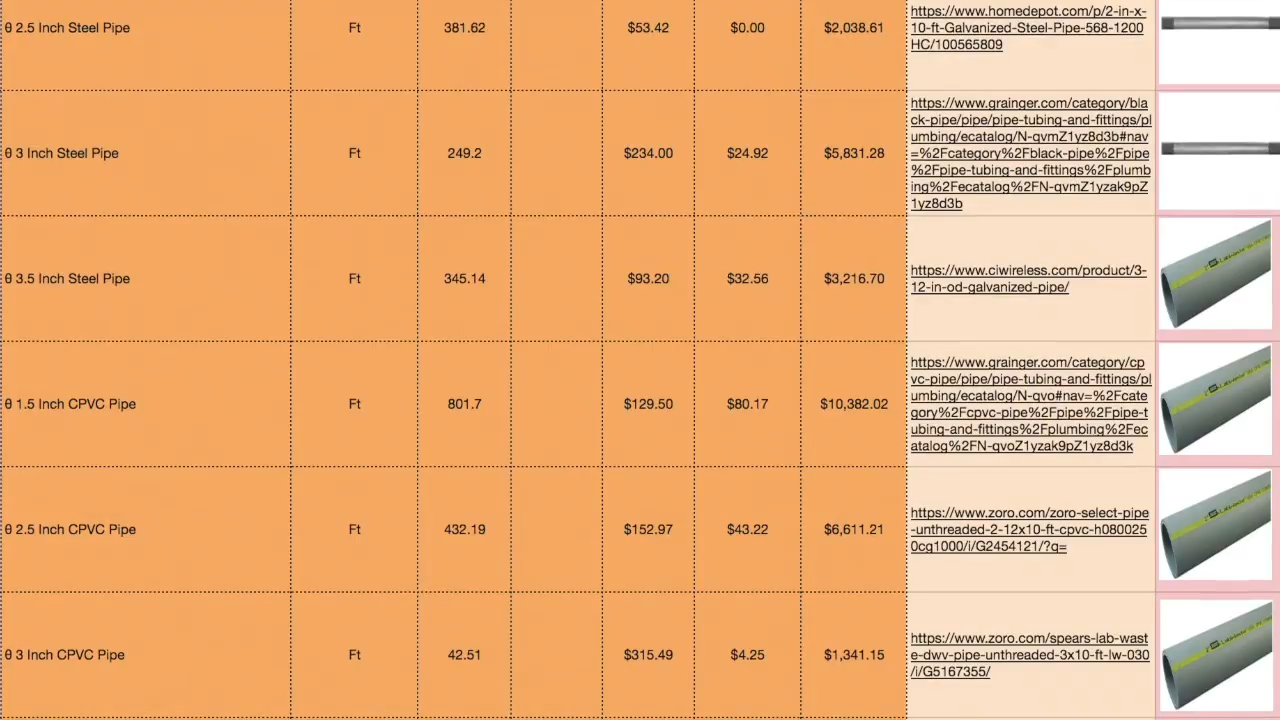 θ 2.5 Inch Steel Pipe Ft 381.62 $53.42 $0.00 $2,038.61
https://www.homedepot.com/p/2-in-x-
10-ft-Galvanized-Steel-Pipe-568-1200
HC/100565809
θ 3 Inch Steel Pipe Ft 249.2 $234.00 $24.92 $5,831.28
https://www.grainger.com/category/bla
ck-pipe/pipe/pipe-tubing-and-fittings/pl
umbing/ecatalog/N-qvmZ1yz8d3b#nav
=%2Fcategory%2Fblack-pipe%2Fpipe
%2Fpipe-tubing-and-fittings%2Fplumb
ing%2Fecatalog%2FN-qvmZ1yzak9pZ
1yz8d3b
θ 3.5 Inch Steel Pipe Ft 345.14 $93.20 $32.56 $3,216.70
https://www.ciwireless.com/product/3-
12-in-od-galvanized-pipe/
θ 1.5 Inch CPVC Pipe Ft 801.7 $129.50 $80.17 $10,382.02
https://www.grainger.com/category/cp
vc-pipe/pipe/pipe-tubing-and-fittings/pl
umbing/ecatalog/N-qvo#nav=%2Fcate
gory%2Fcpvc-pipe%2Fpipe%2Fpipe-t
ubing-and-fittings%2Fplumbing%2Fec
atalog%2FN-qvoZ1yzak9pZ1yz8d3k
θ 2.5 Inch CPVC Pipe Ft 432.19 $152.97 $43.22 $6,611.21
https://www.zoro.com/zoro-select-pipe
-unthreaded-2-12x10-ft-cpvc-h080025
0cg1000/i/G2454121/?q=
θ 3 Inch CPVC Pipe Ft 42.51 $315.49 $4.25 $1,341.15
https://www.zoro.com/spears-lab-wast
e-dwv-pipe-unthreaded-3x10-ft-lw-030
/i/G5167355/